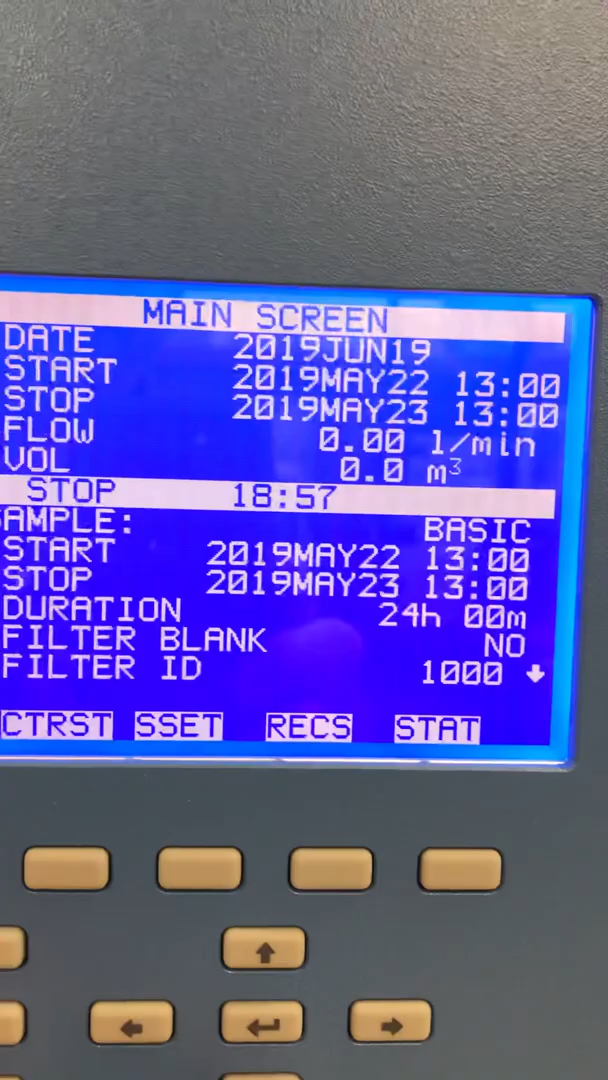 MAIN SCREEN
DATE 2019JUN19
START 2019MAY22 13:00
STOP 2019MAY23 13:00
FLOW 0.00 l/min
VOL 0.0 m³
STOP 18:57
SAMPLE: BASIC
START 2019MAY22 13:00
STOP 2019MAY23 13:00
DURATION 24h 00m
FILTER BLANK NO
FILTER ID 1000
CTRST SSET RECS STAT